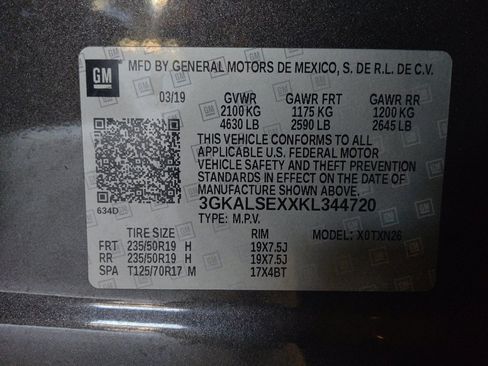 GM MFD BY GENERAL MOTORS DE MEXICO, S. DE R.L. DE C.V.
03/19 GVWR GAWR FRT GAWR RR
2100 KG 1175 KG 1200 KG
4630 LB 2590 LB 2645 LB
THIS VEHICLE CONFORMS TO ALL
APPLICABLE U.S. FEDERAL MOTOR
VEHICLE SAFETY AND THEFT PREVENTION
STANDARDS IN EFFECT ON THE DATE OF
MANUFACTURE SHOWN ABOVE.
634D 3GKALSEXXKL344720
TYPE: M.P.V.
TIRE SIZE RIM MODEL: X0TXN26
FRT 235/50R19 H 19X7.5J
RR 235/50R19 H 19X7.5J
SPA T125/70R17 M 17X4BT